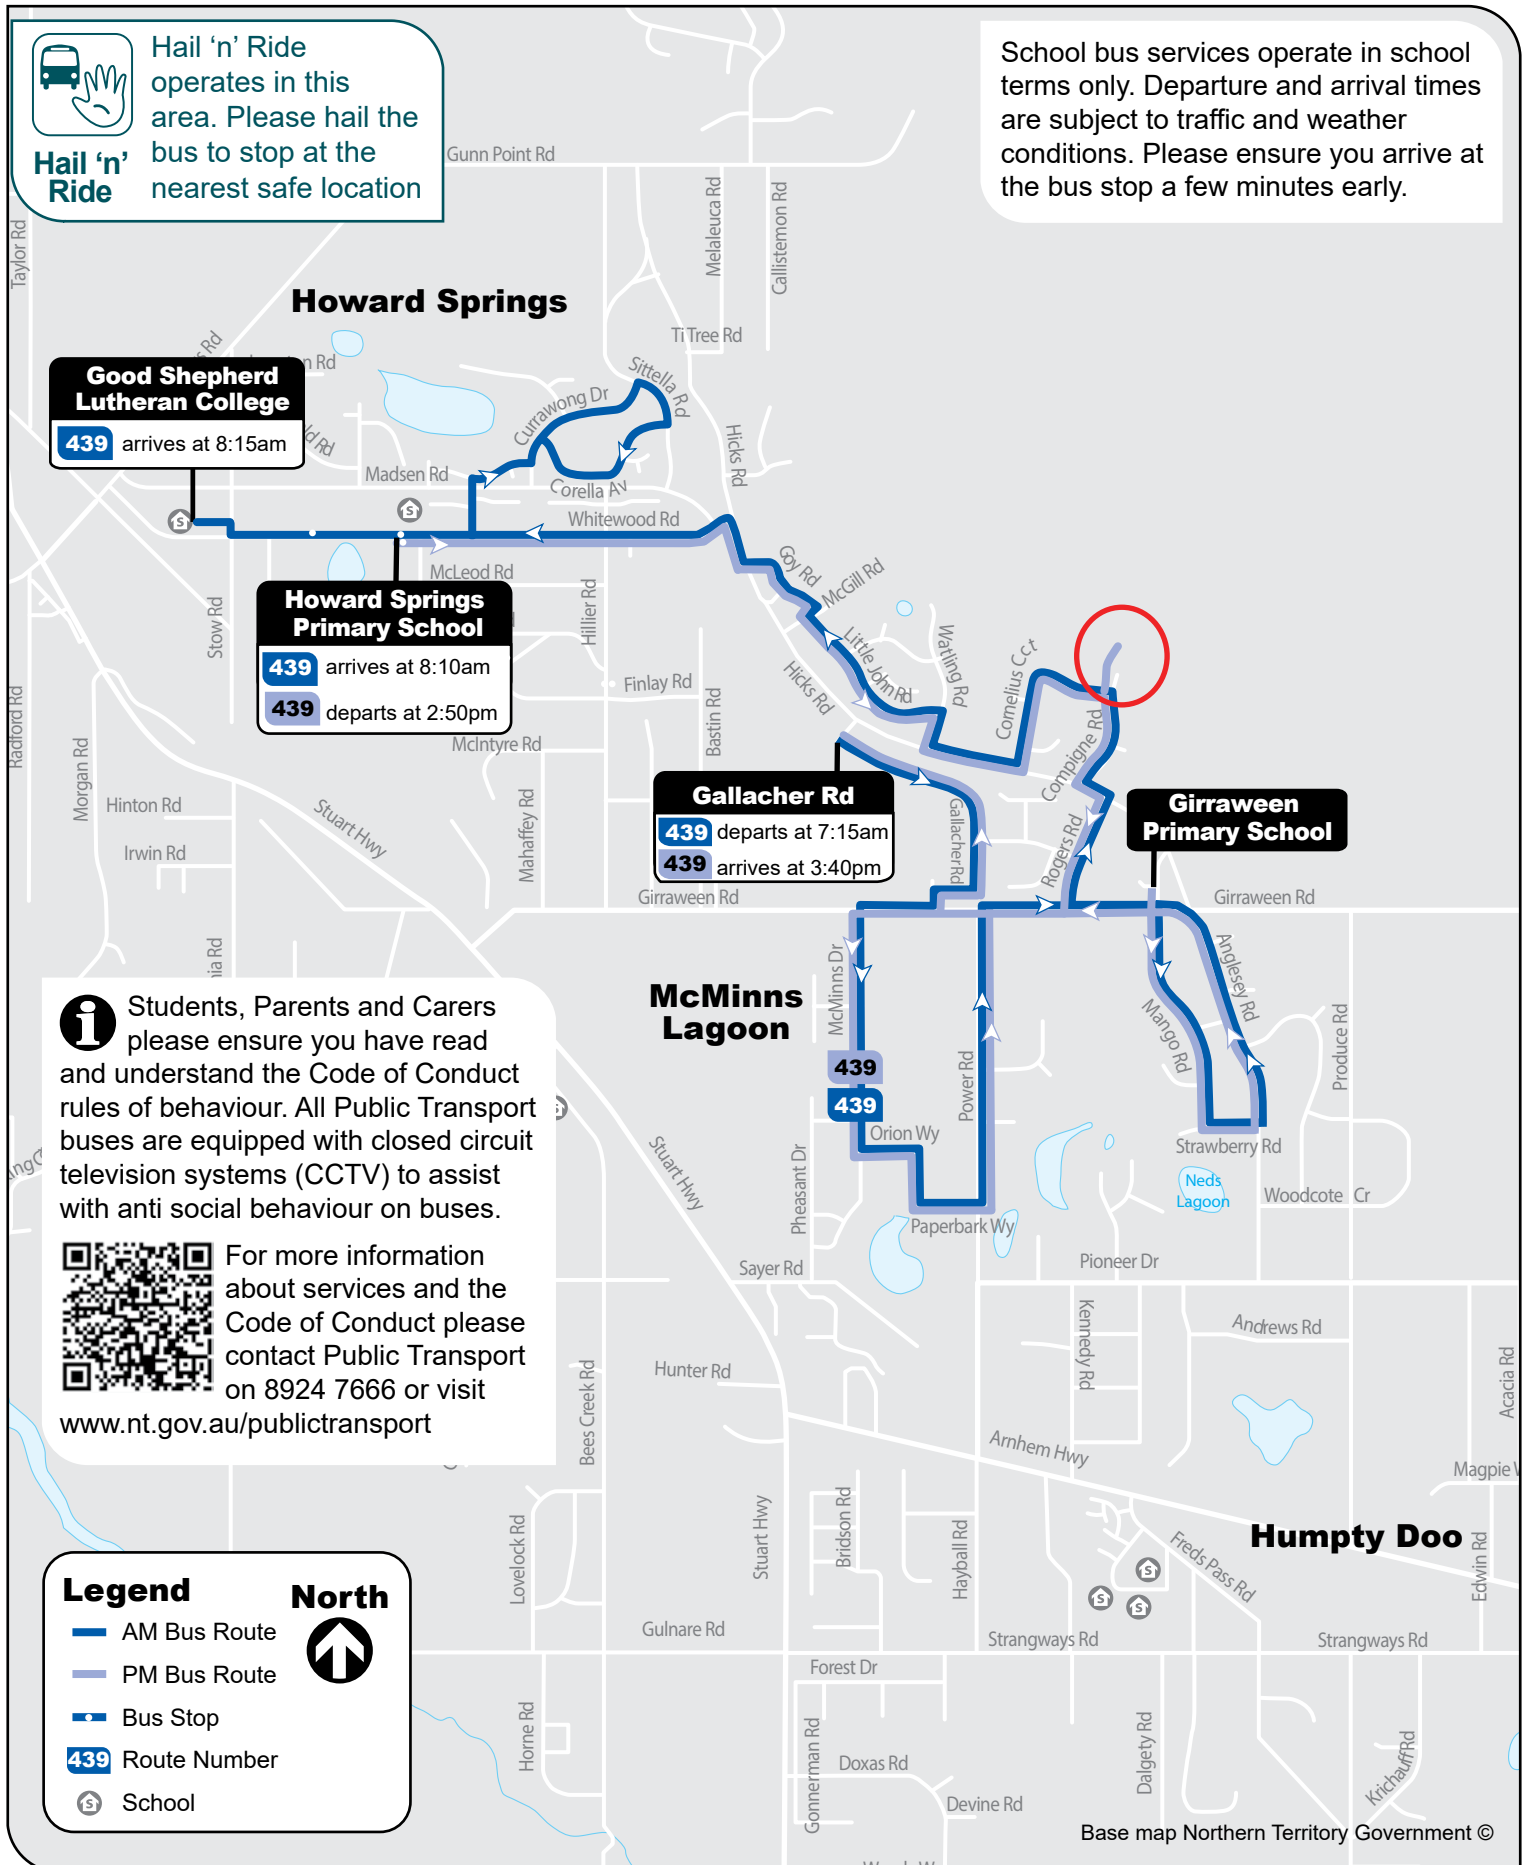 Hail ‘n’ Ride
operates in this
area. Please hail the
bus to stop at the
nearest safe location
Hail ‘n’
Ride
School bus services operate in school
terms only. Departure and arrival times
are subject to traffic and weather
conditions. Please ensure you arrive at
the bus stop a few minutes early.
Gunn Point Rd
Taylor Rd
Melaleuca Rd
Callistemon Rd
Howard Springs
Ti Tree Rd
Sittella Rd
Currawong Dr
Good Shepherd
Lutheran College
439 arrives at 8:15am
Hicks Rd
Madsen Rd
Corella Av
Whitewood Rd
McLeod Rd
Goy Rd
McGill Rd
Howard Springs
Primary School
439 arrives at 8:10am
439 departs at 2:50pm
Stow Rd
Hillier Rd
Little John Rd
Watling Rd
Cornelius Cct
Hicks Rd
Finlay Rd
Bastin Rd
Radford Rd
Morgan Rd
McIntyre Rd
Compigne Rd
Gallacher Rd
439 departs at 7:15am
439 arrives at 3:40pm
Girraween
Primary School
Hinton Rd
Stuart Hwy
Mahaffey Rd
Gallacher Rd
Rogers Rd
Irwin Rd
Girraween Rd
Girraween Rd
McMinns
Lagoon
McMinns Dr
Anglesey Rd
Mango Rd
Produce Rd
439
439
Power Rd
Orion Wy
Pheasant Dr
Strawberry Rd
Neds
Lagoon
Woodcote Cr
Paperbark Wy
Stuart Hwy
Sayer Rd
Pioneer Dr
Students, Parents and Carers
please ensure you have read
and understand the Code of Conduct
rules of behaviour. All Public Transport
buses are equipped with closed circuit
television systems (CCTV) to assist
with anti social behaviour on buses.
For more information
about services and the
Code of Conduct please
contact Public Transport
on 8924 7666 or visit
www.nt.gov.au/publictransport
Kennedy Rd
Andrews Rd
Hunter Rd
Bees Creek Rd
Acacia Rd
Arnhem Hwy
Magpie
Stuart Hwy
Bridson Rd
Hayball Rd
Lovelock Rd
Freds Pass Rd
Humpty Doo
Edwin Rd
Gulnare Rd
Strangways Rd
Strangways Rd
Forest Dr
Horne Rd
Gonnerman Rd
Doxas Rd
Devine Rd
Dalgety Rd
Krichauff Rd
Legend
North
AM Bus Route
PM Bus Route
Bus Stop
439 Route Number
School
Base map Northern Territory Government ©